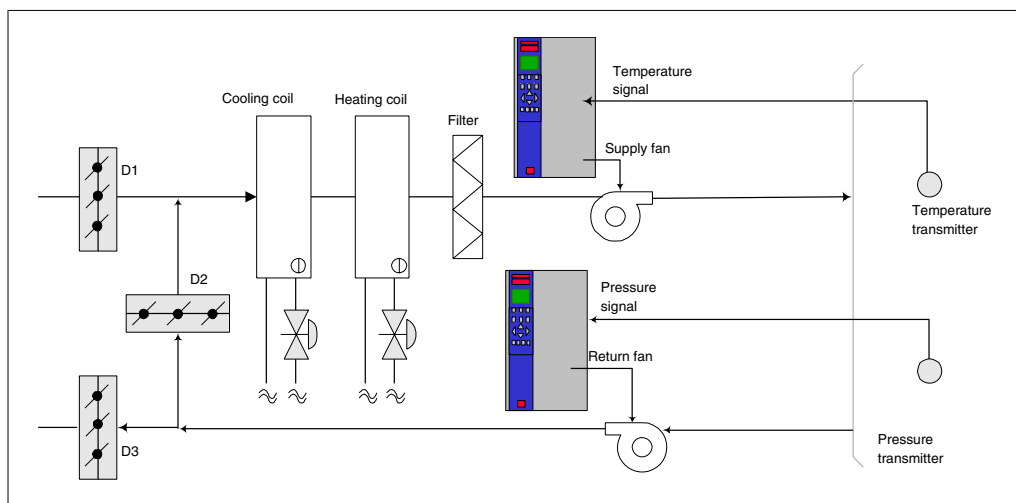 Temperature
signal
Cooling coil
Heating coil
Filter
Supply fan
D1
Temperature
transmitter
D2
Pressure
signal
Return fan
D3
Pressure
transmitter